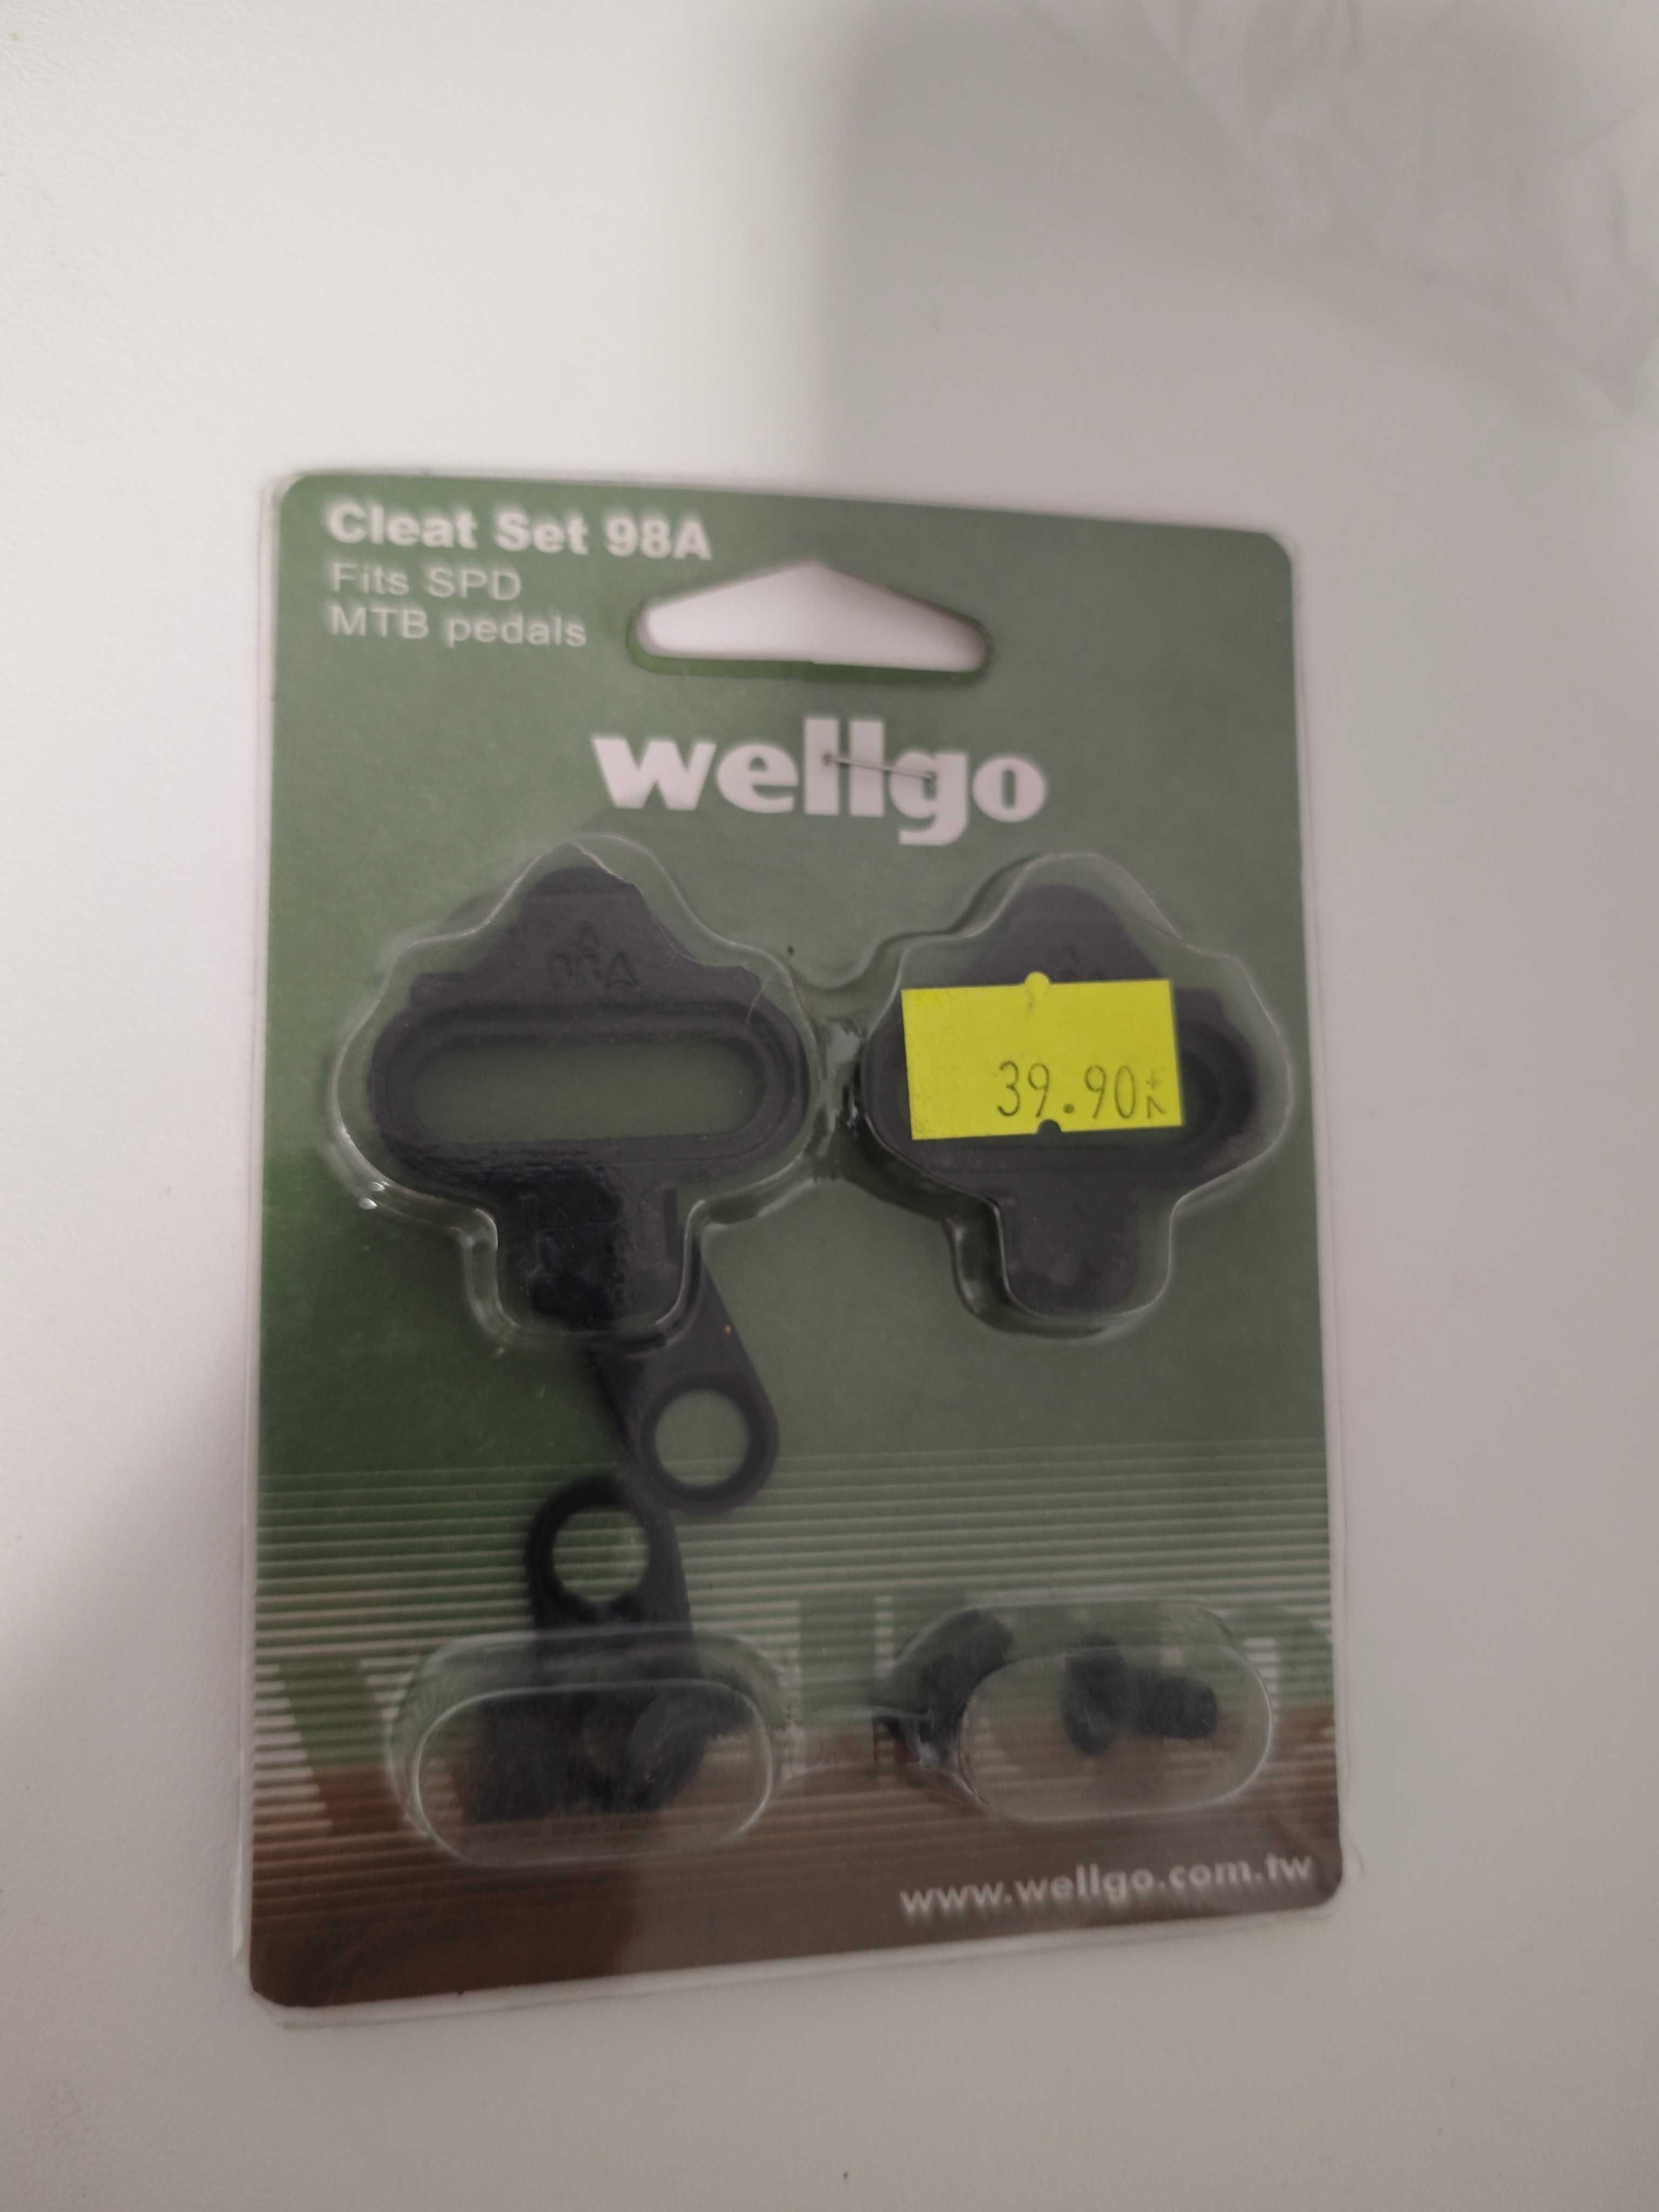 Cleat Set 98A
Fits SPD
MTB pedals
wellgo
39.90
www.wellgo.com.tw